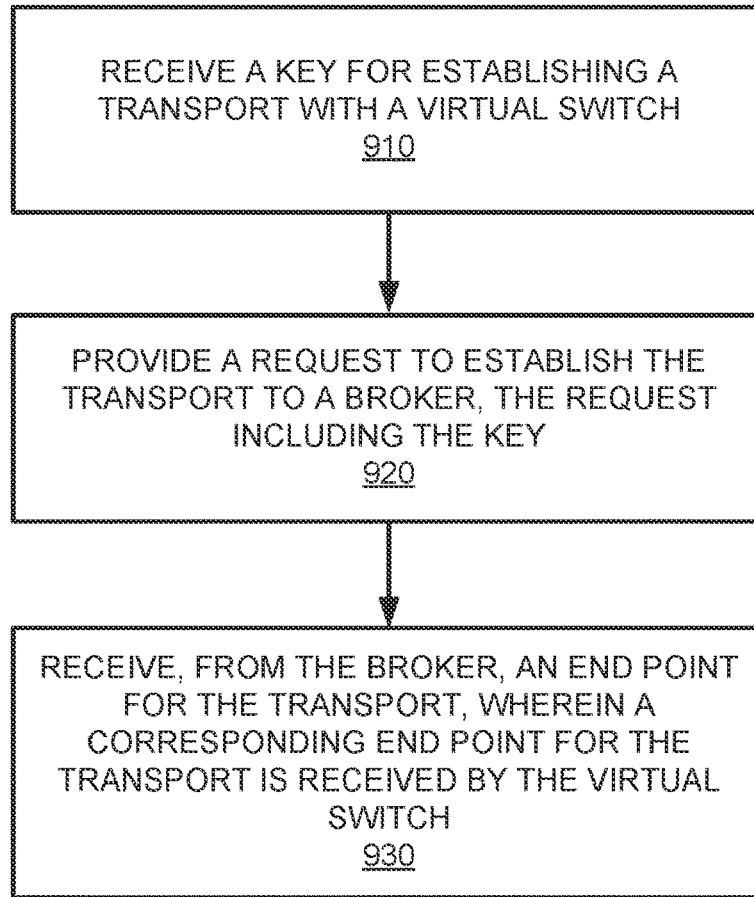 RECEIVE A KEY FOR ESTABLISHING A
TRANSPORT WITH A VIRTUAL SWITCH
910
PROVIDE A REQUEST TO ESTABLISH THE
TRANSPORT TO A BROKER, THE REQUEST
INCLUDING THE KEY
920
RECEIVE, FROM THE BROKER, AN END POINT
FOR THE TRANSPORT, WHEREIN A
CORRESPONDING END POINT FOR THE
TRANSPORT IS RECEIVED BY THE VIRTUAL
SWITCH
930